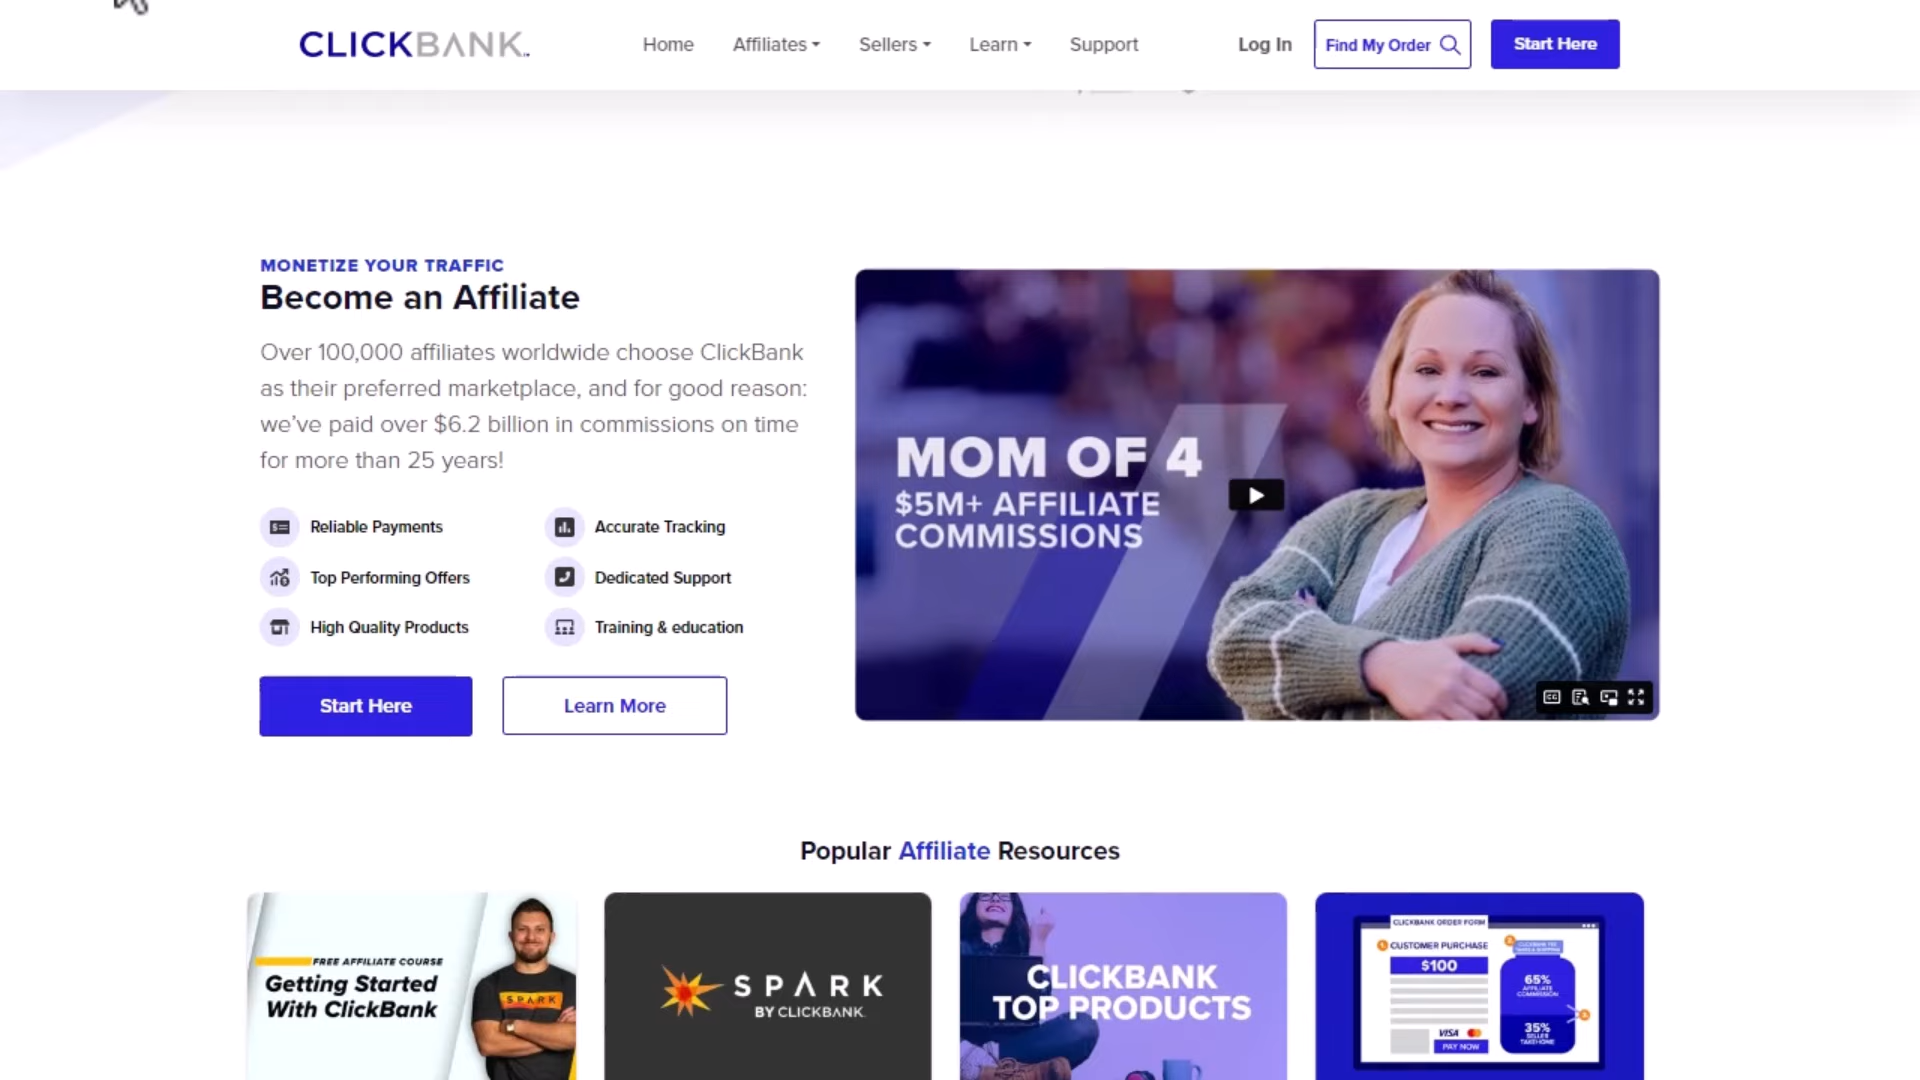 CLICKBANK
Home
Affiliates
Sellers
Learn
Support
Log In
Find My Order
Start Here
MONETIZE YOUR TRAFFIC
Become an Affiliate
Over 100,000 affiliates worldwide choose ClickBank
as their preferred marketplace, and for good reason:
we've paid over $6.2 billion in commissions on time
for more than 25 years!
Reliable Payments
Accurate Tracking
Top Performing Offers
Dedicated Support
High Quality Products
Training & education
Start Here
Learn More
MOM OF 4
$5M+ AFFILIATE
COMMISSIONS
CC
Popular Affiliate Resources
FREE AFFILIATE COURSE
Getting Started
With ClickBank
SPARK
SPARK
BY CLICKBANK
CLICKBANK
TOP PRODUCTS
CLICKBANK ORDER FORM
CUSTOMER PURCHASE
$100
VISA
PAY NOW
65%
AFFILIATE
COMMISSION
35%
SELLER
TAKEHOME